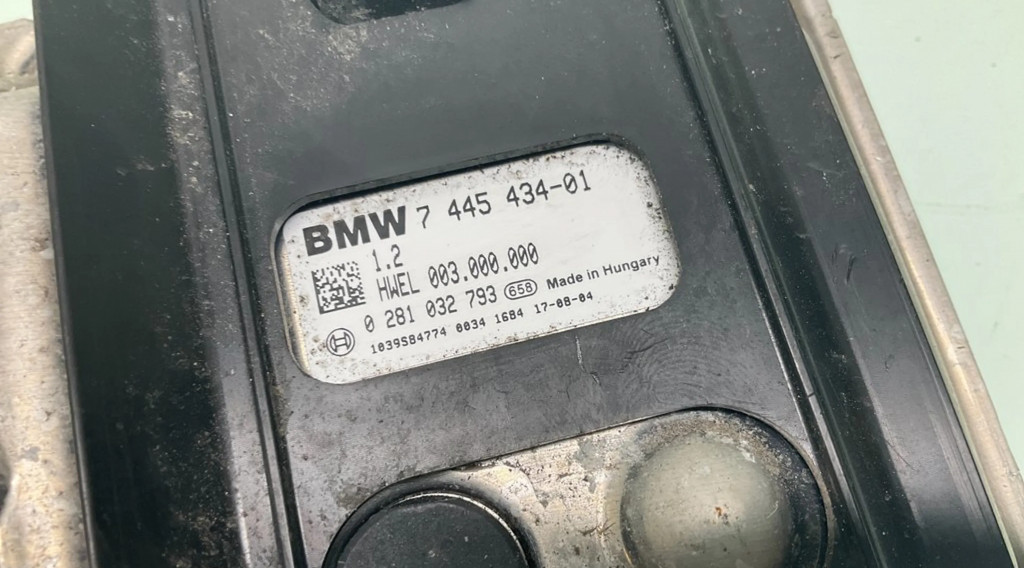 BMW 7 445 434-01
1.2
HWEL 003.000.000
0 281 032 793 658 Made in Hungary
1039S84774 0034 1684 17-08-04